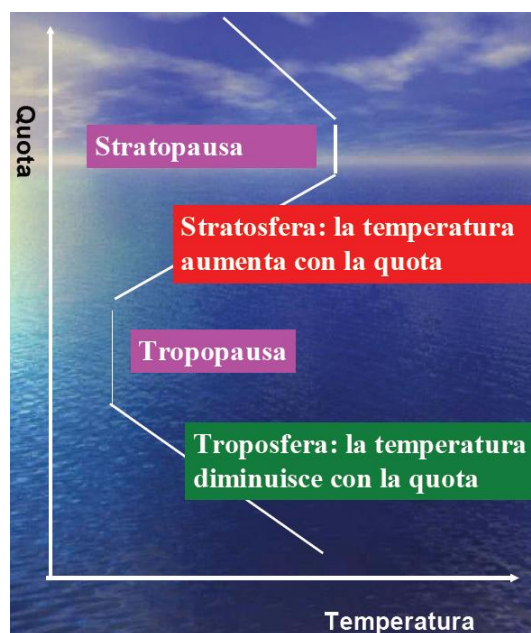 Quota
Stratopausa
Stratosfera: la temperatura
aumenta con la quota
Tropopausa
Troposfera: la temperatura
diminuisce con la quota
Temperatura